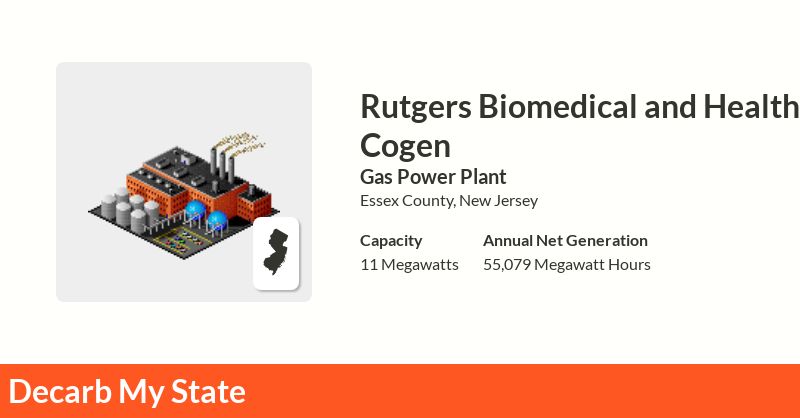 Rutgers Biomedical and Health
Cogen
Gas Power Plant
Essex County, New Jersey
Capacity
11 Megawatts
Annual Net Generation
55,079 Megawatt Hours
Decarb My State